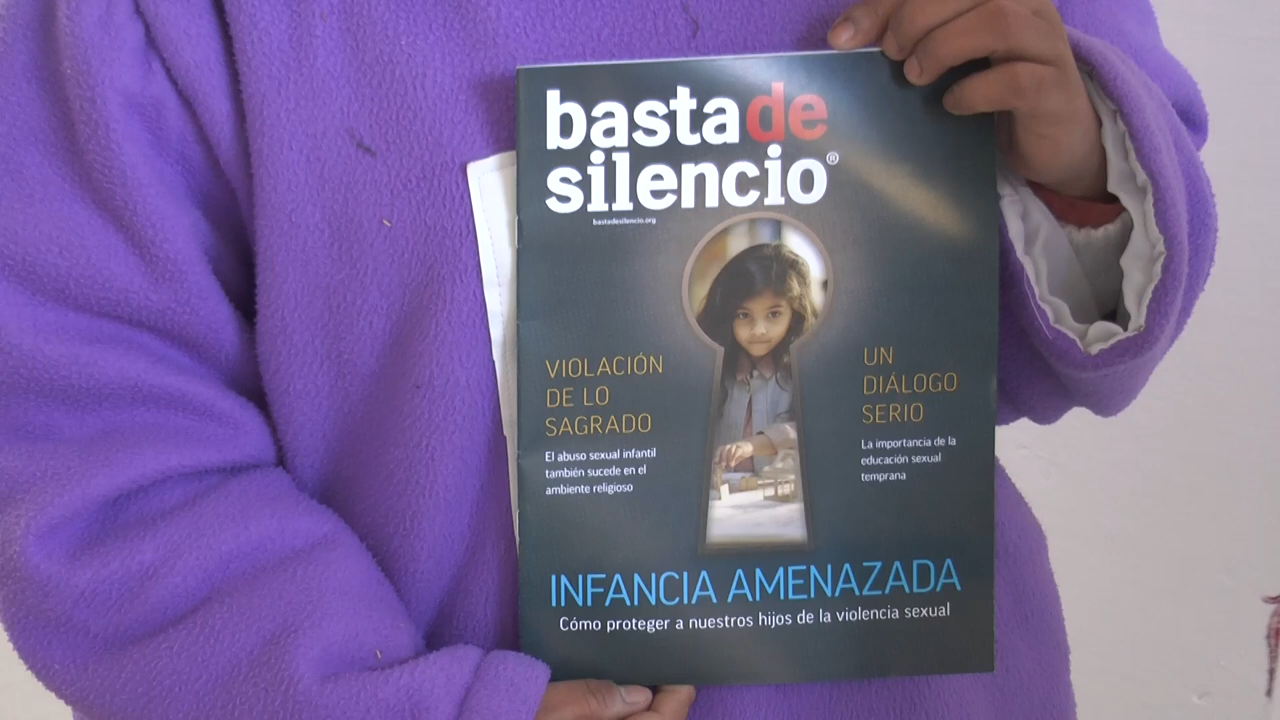 basta de
silencio®
bastadesilencio.org
VIOLACIÓN
DE LO
SAGRADO
El abuso sexual infantil
también sucede en el
ambiente religioso
UN
DIÁLOGO
SERIO
La importancia de la
educación sexual
temprana
INFANCIA AMENAZADA
Cómo proteger a nuestros hijos de la violencia sexual